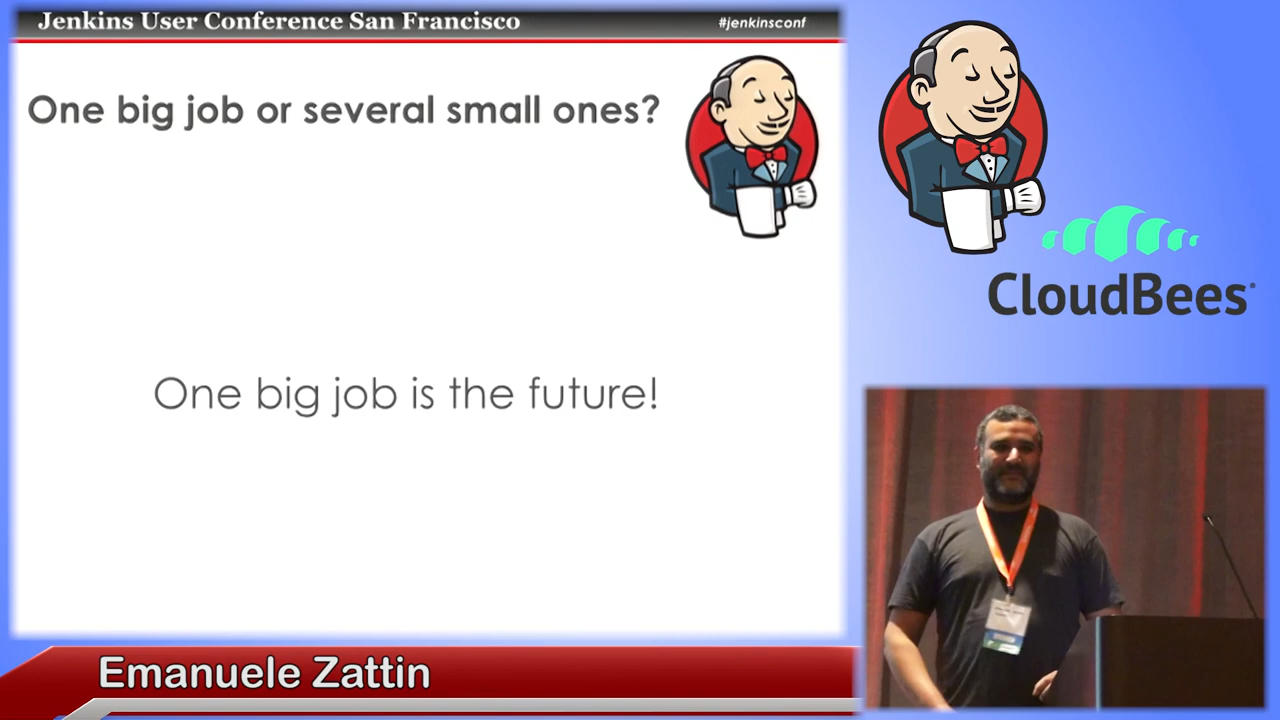 Jenkins User Conference San Francisco
#jenkinsconf
One big job or several small ones?
One big job is the future!
CloudBees
Emanuele Zattin